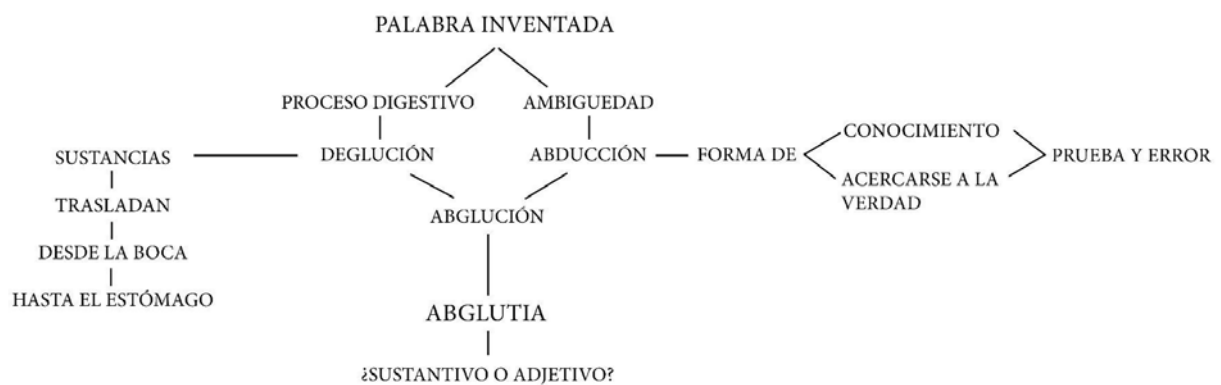 PALABRA INVENTADA
PROCESO DIGESTIVO
AMBIGUEDAD
SUSTANCIAS
DEGLUCIÓN
ABDUCCIÓN
FORMA DE
CONOCIMIENTO
ACERCARSE A LA
VERDAD
PRUEBA Y ERROR
TRASLADAN
DESDE LA BOCA
HASTA EL ESTÓMAGO
ABGLUCIÓN
ABGLUTIA
¿SUSTANTIVO O ADJETIVO?